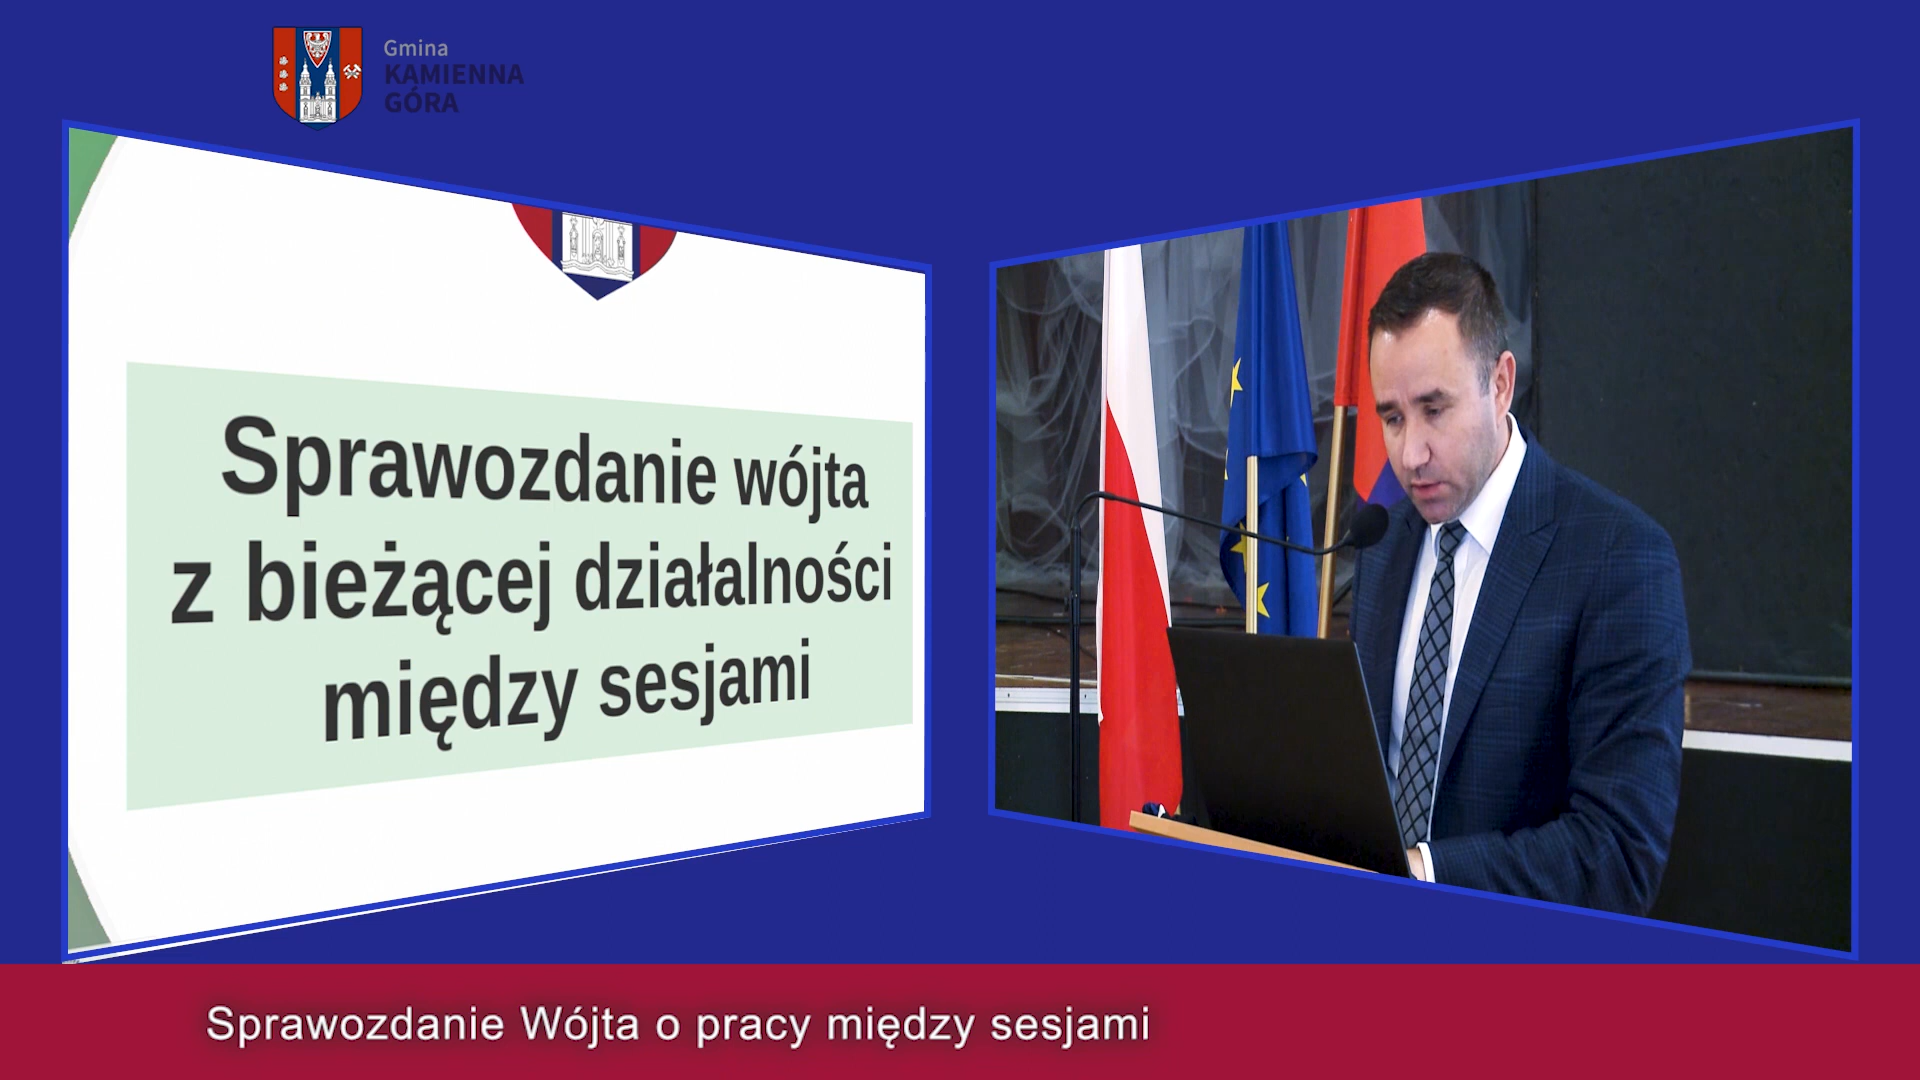 Gmina
KAMIENNA
GÓRA
Sprawozdanie wójta
z bieżącej działalności
między sesjami
Sprawozdanie Wójta o pracy między sesjami